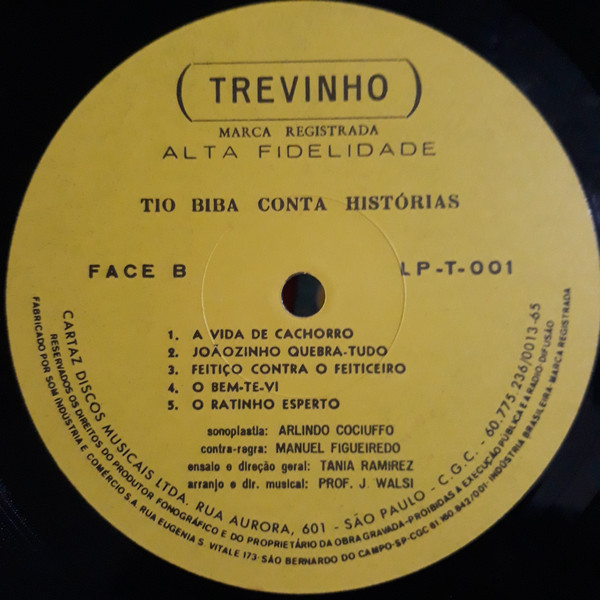 TREVINHO
MARCA REGISTRADA
ALTA FIDELIDADE
TIO BIBA CONTA HISTÓRIAS
FACE B
LP-T-001
1. A VIDA DE CACHORRO
2. JOÃOZINHO QUEBRA-TUDO
3. FEITIÇO CONTRA O FEITICEIRO
4. O BEM-TE-VI
5. O RATINHO ESPERTO
sonoplastia: ARLINDO COCIUFFO
contra-regra: MANUEL FIGUEIREDO
ensaio e direção geral: TANIA RAMIREZ
arranjo e dir. musical: PROF. J. WALSI
CARTAZ DISCOS MUSICAIS LTDA. RUA AURORA, 601 - SÃO PAULO - C.G.C. - 60.775 236/0013-65
RESERVADOS OS DIREITOS DO PRODUTOR FONOGRÁFICO E DO PROPRIETÁRIO DA OBRA GRAVADA-PROIBIDAS A EXECUÇÃO PÚBLICA E A RADIO-DIFUSÃO
FABRICADO POR SOM INDÚSTRIA E COMÉRCIO S.A. RUA EUGENIA S. VITALE 173-SÃO BERNARDO DO CAMPO-SP-CGC 61 160 842/001-INDÚSTRIA BRASILEIRA-MARCA REGISTRADA